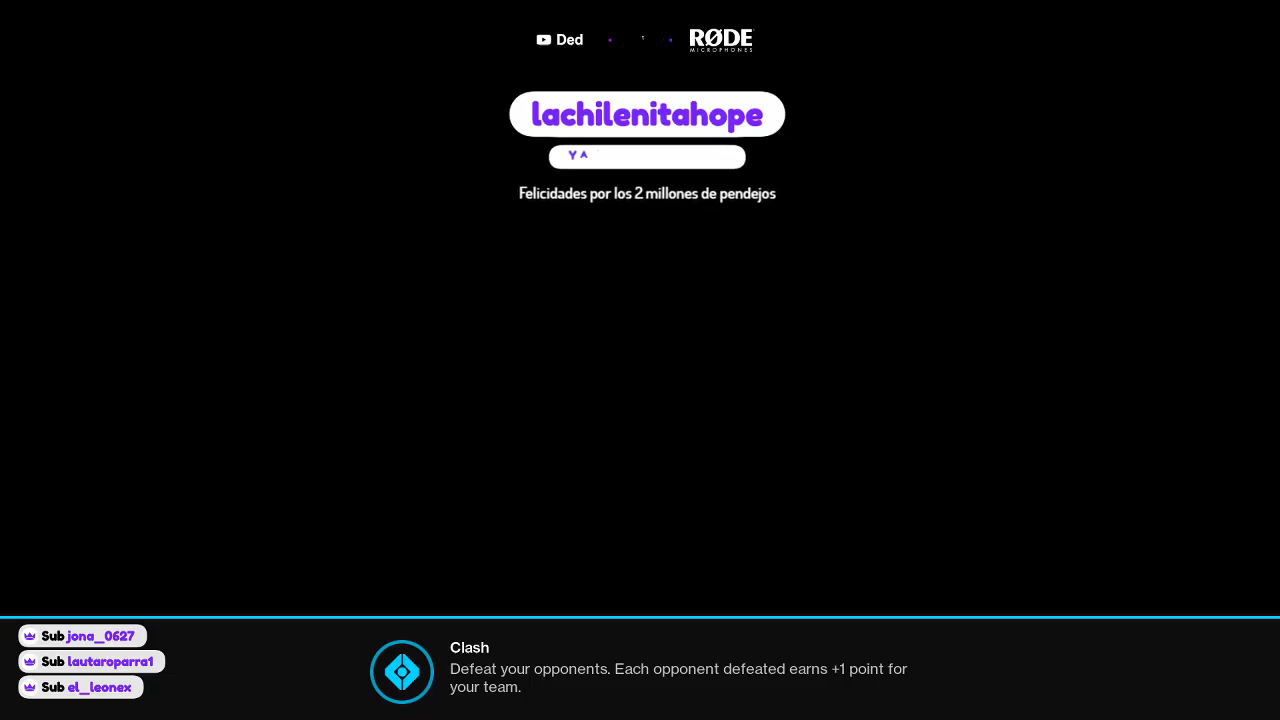 Ded
RØDE
MICROPHONES
lachilenitahope
Y A
Felicidades por los 2 millones de pendejos
Sub jona_0627
Sub lautaroparra1
Sub el_leonex
Clash
Defeat your opponents. Each opponent defeated earns +1 point for
your team.